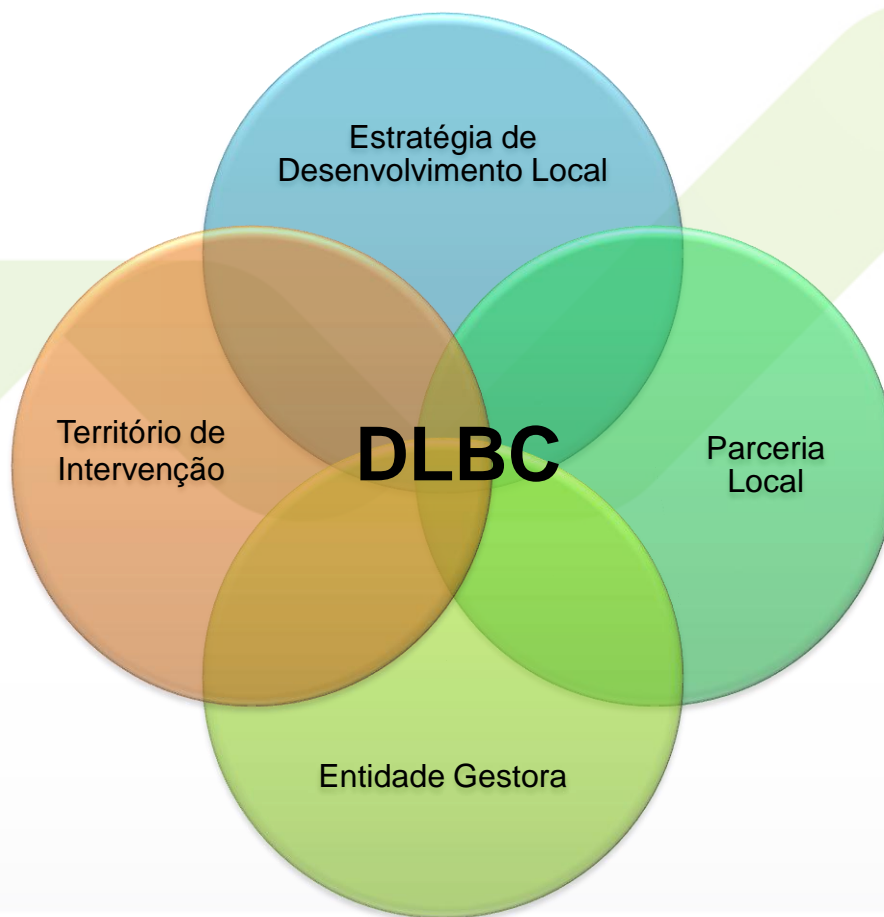 Estratégia de
Desenvolvimento Local
Território de
Intervenção
DLBC
Parceria
Local
Entidade Gestora